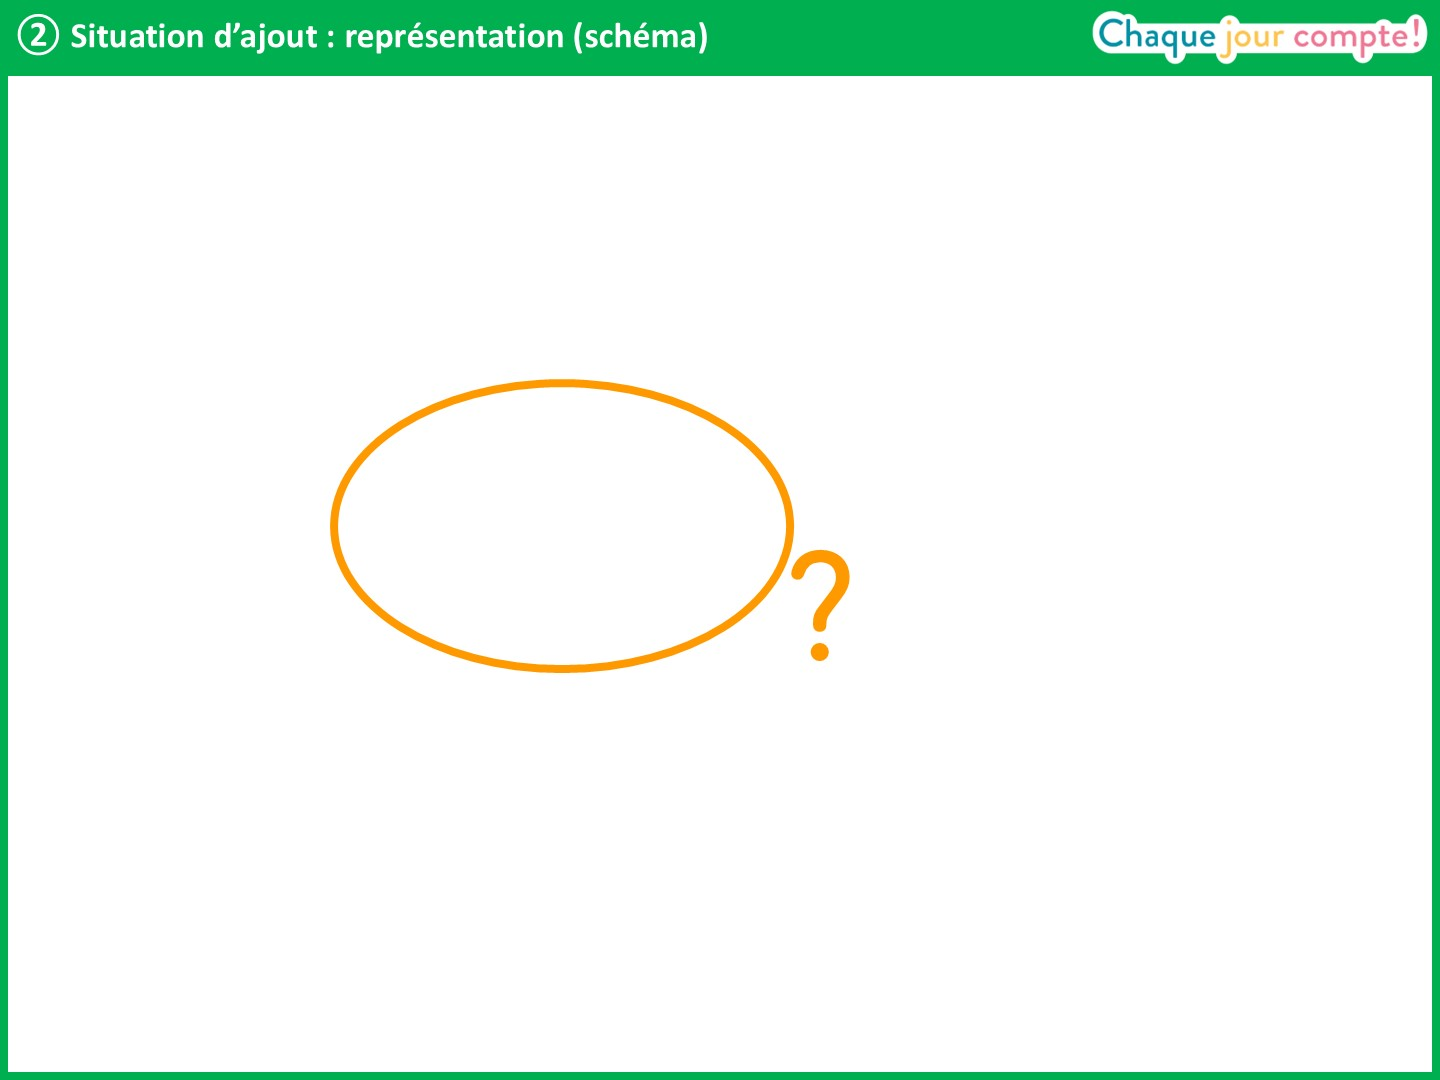 ② Situation d’ajout : représentation (schéma)
Chaque jour compte!
?